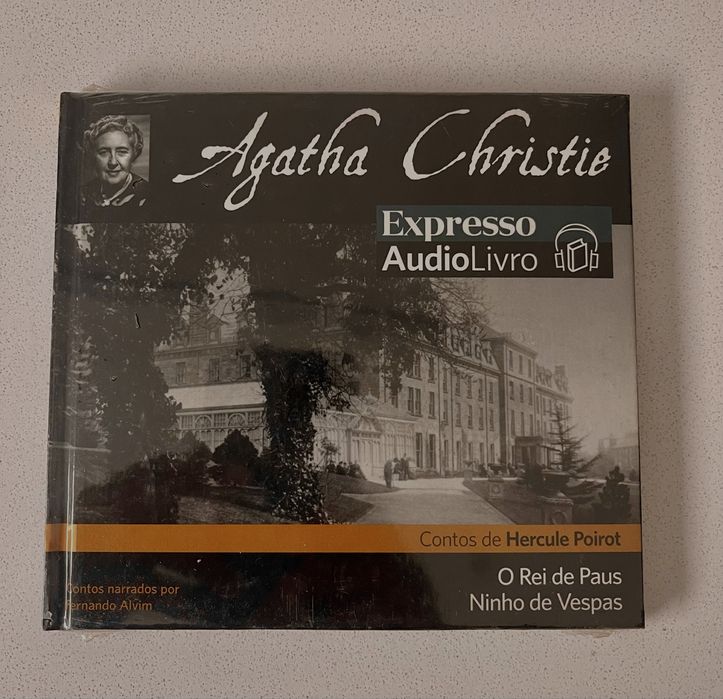 Agatha Christie
Expresso
AudioLivro
Contos de Hercule Poirot
O Rei de Paus
Ninho de Vespas
Contos narrados por
Fernando Alvim